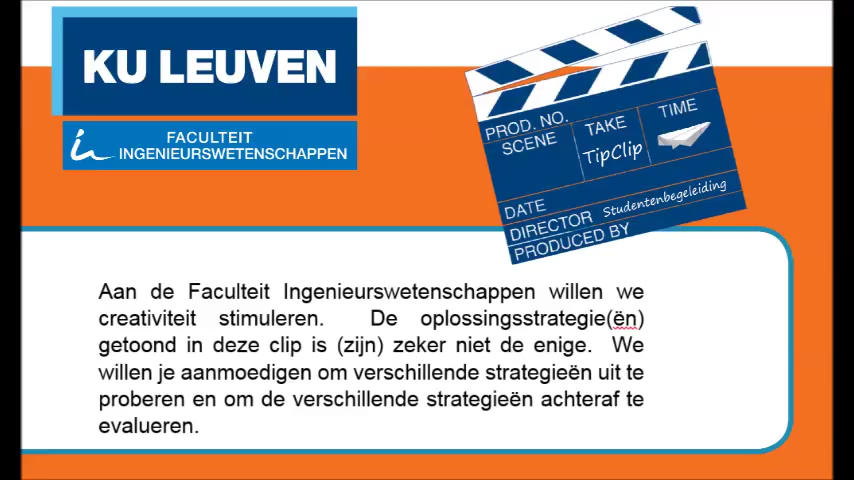 KU LEUVEN
FACULTEIT
INGENIEURSWETENSCHAPPEN
PROD. NO.
SCENE
TAKE
TipClip
TIME
DATE
DIRECTOR Studentenbegeleiding
PRODUCED BY
Aan de Faculteit Ingenieurswetenschappen willen we
creativiteit stimuleren. De oplossingsstrategie(ën)
getoond in deze clip is (zijn) zeker niet de enige. We
willen je aanmoedigen om verschillende strategieën uit te
proberen en om de verschillende strategieën achteraf te
evalueren.